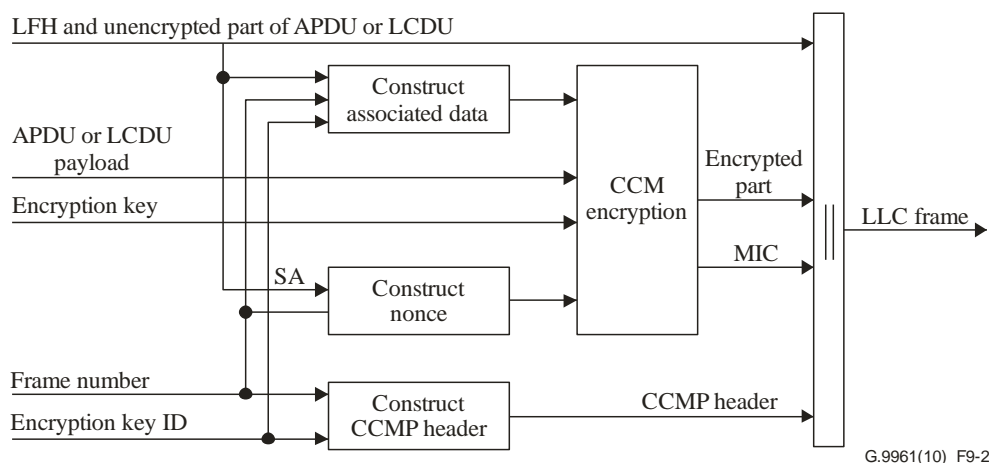 LFH and unencrypted part of APDU or LCDU
Construct
associated data
APDU or LCDU
payload
Encryption key
CCM
encryption
Encrypted
part
MIC
||
LLC frame
SA
Construct
nonce
Frame number
Encryption key ID
Construct
CCMP header
CCMP header
G.9961(10)_F9-2